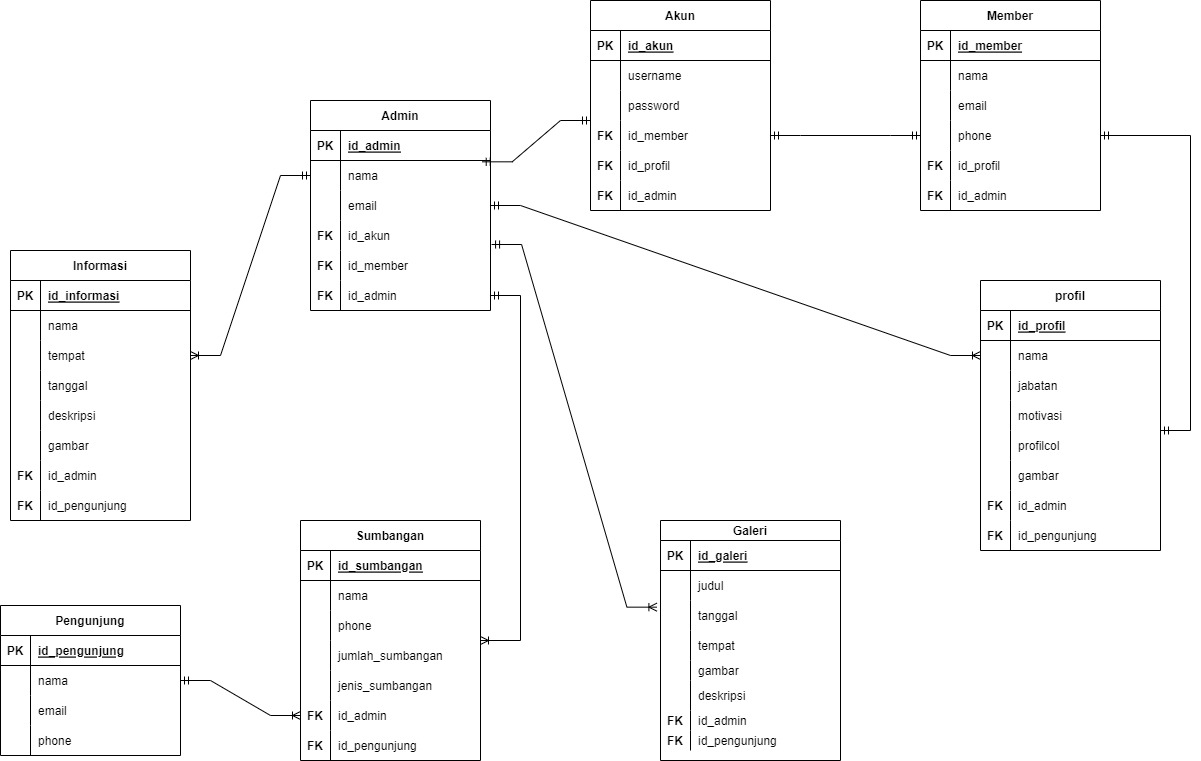 Akun
PK id_akun
username
password
FK id_member
FK id_profil
FK id_admin
Member
PK id_member
nama
email
phone
FK id_profil
FK id_admin
Admin
PK id_admin
nama
email
FK id_akun
FK id_member
FK id_admin
Informasi
PK id_informasi
nama
tempat
tanggal
deskripsi
gambar
FK id_admin
FK id_pengunjung
profil
PK id_profil
nama
jabatan
motivasi
profilcol
gambar
FK id_admin
FK id_pengunjung
Sumbangan
PK id_sumbangan
nama
phone
jumlah_sumbangan
jenis_sumbangan
FK id_admin
FK id_pengunjung
Galeri
PK id_galeri
judul
tanggal
tempat
gambar
deskripsi
FK id_admin
FK id_pengunjung
Pengunjung
PK id_pengunjung
nama
email
phone